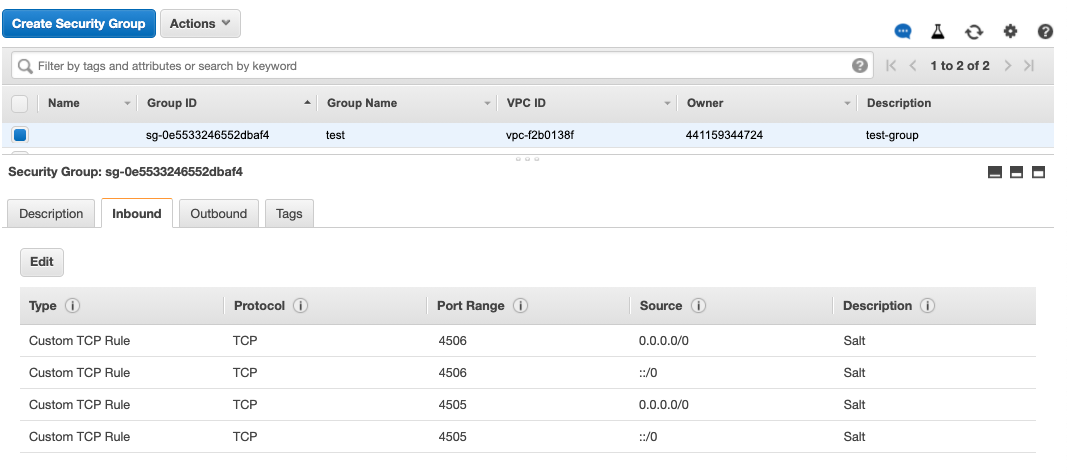 Create Security Group Actions
Filter by tags and attributes or search by keyword 1 to 2 of 2
Name Group ID Group Name VPC ID Owner Description
sg-0e5533246552dbaf4 test vpc-f2b0138f 441159344724 test-group
Security Group: sg-0e5533246552dbaf4
Description Inbound Outbound Tags
Edit
Type Protocol Port Range Source Description
Custom TCP Rule TCP 4506 0.0.0.0/0 Salt
Custom TCP Rule TCP 4506 ::/0 Salt
Custom TCP Rule TCP 4505 0.0.0.0/0 Salt
Custom TCP Rule TCP 4505 ::/0 Salt